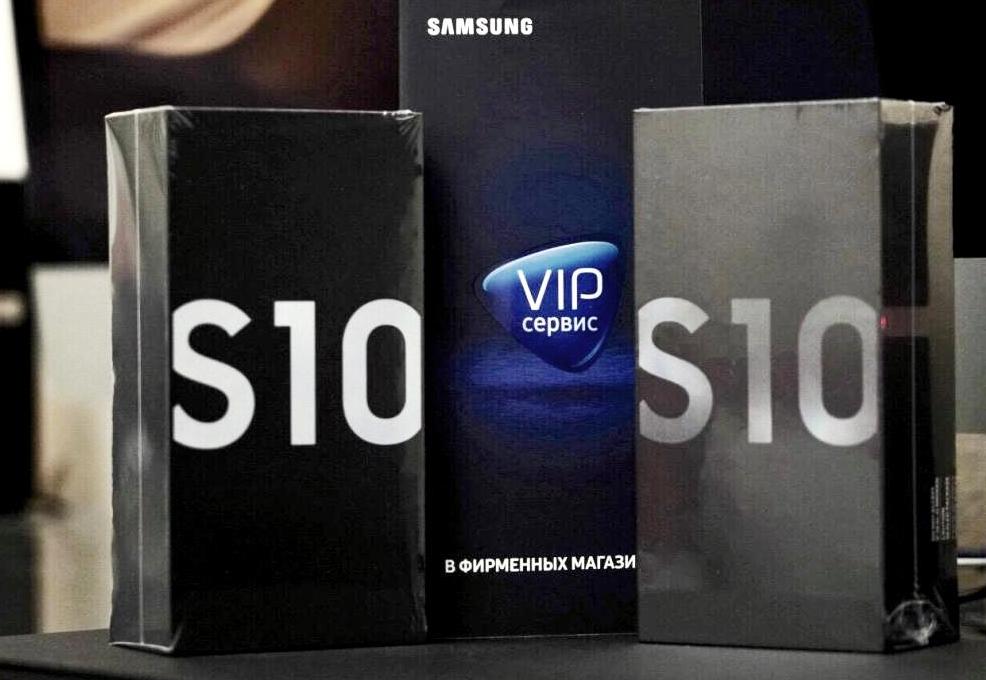 SAMSUNG
S10
VIP
сервис
S10
В ФИРМЕННЫХ МАГАЗИ